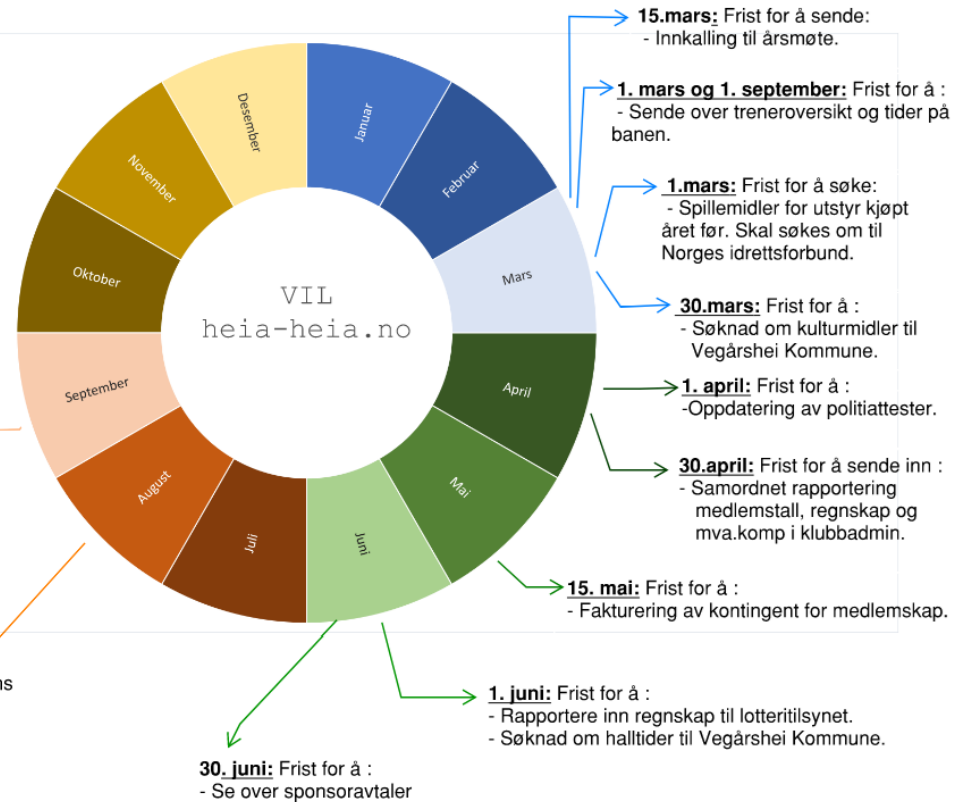 15.mars: Frist for å sende:
- Innkalling til årsmøte.
1. mars og 1. september: Frist for å :
- Sende over treneroversikt og tider på
banen.
1.mars: Frist for å søke:
- Spillemidler for utstyr kjøpt
året før. Skal søkes om til
Norges idrettsforbund.
30.mars: Frist for å :
- Søknad om kulturmidler til
Vegårshei Kommune.
1. april: Frist for å :
-Oppdatering av politiattester.
30.april: Frist for å sende inn :
- Samordnet rapportering
medlemstall, regnskap og
mva.komp i klubbadmin.
15. mai: Frist for å :
- Fakturering av kontingent for medlemskap.
1. juni: Frist for å :
- Rapportere inn regnskap til lotteritilsynet.
- Søknad om halltider til Vegårshei Kommune.
30. juni: Frist for å :
- Se over sponsoravtaler
Januar
Februar
Mars
April
Mai
Juni
Juli
August
September
Oktober
November
Desember
VIL
heia-heia.no